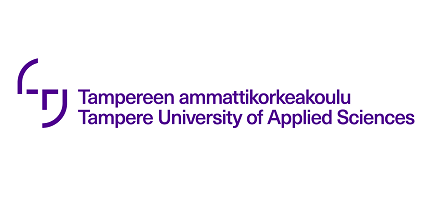 Tampereen ammattikorkeakoulu
Tampere University of Applied Sciences